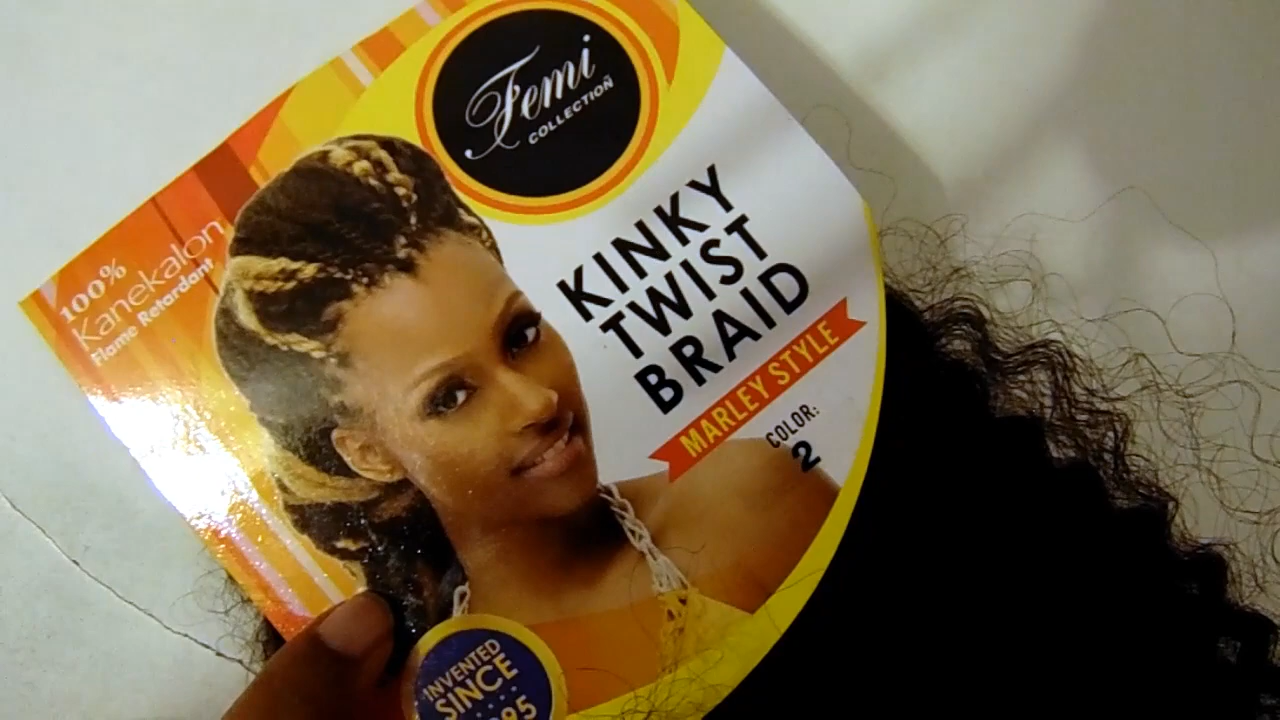 Femi
COLLECTION
KINKY
TWIST
BRAID
MARLEY STYLE
COLOR:
2
100%
Kanekalon
Flame Retardant
INVENTED
SINCE